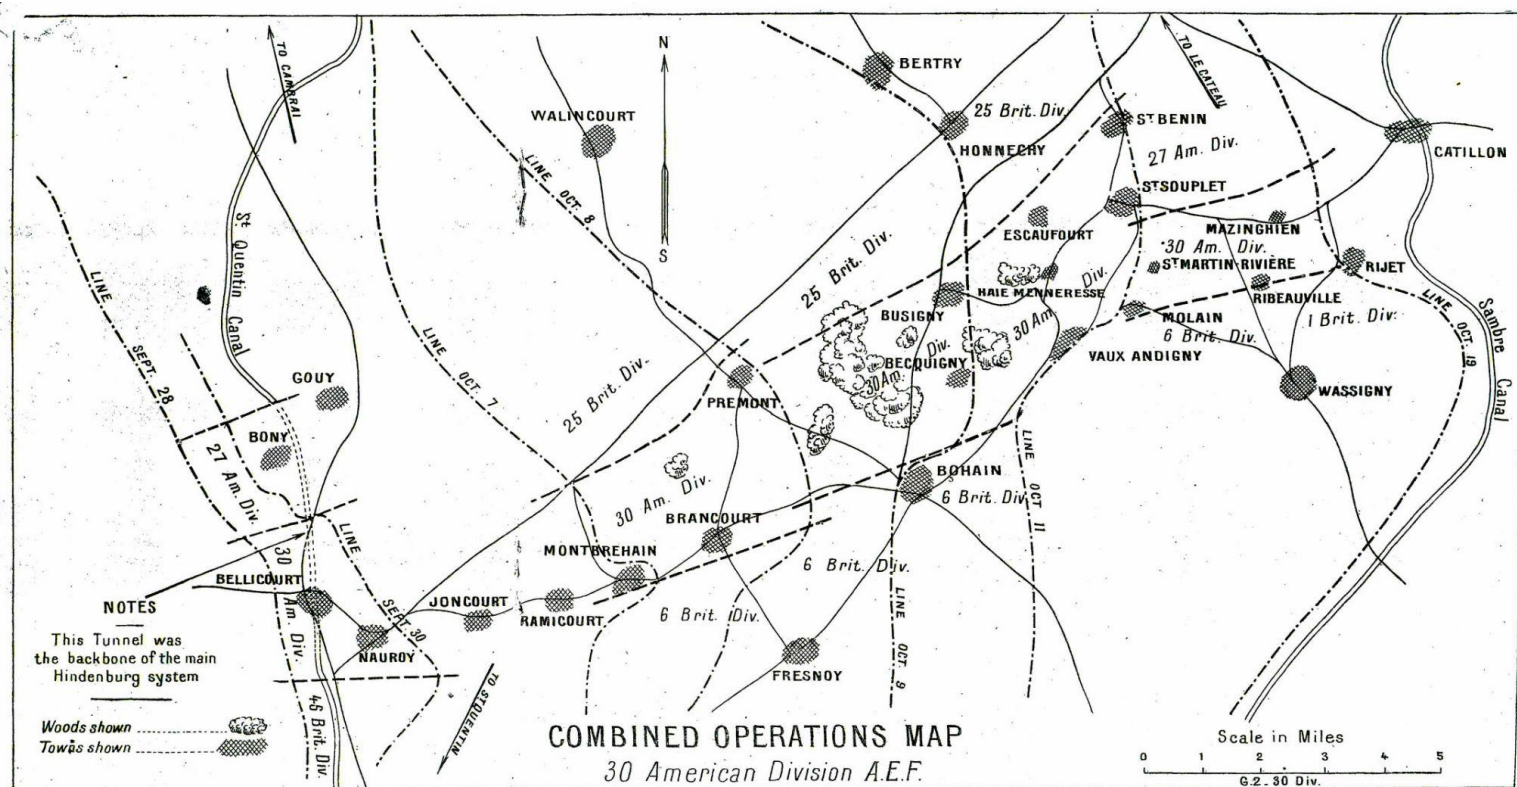 TO CAMBRAI
N
BERTRY
TO LE CATEAU
WALINCOURT
25 Brit. Div.
ST BENIN
HONNECHY
27 Am. Div.
CATILLON
LINE OCT. 8
ST SOUPLET
St. Quentin Canal
ESCAUFOURT
MAZINGHIEN
30 Am. Div.
S
25 Brit. Div.
ST MARTIN-RIVIÈRE
RIJET
LINE SEPT. 28
HAIE MENNERESSE
RIBEAUVILLE
BUSIGNY
MOLAIN
1 Brit. Div.
LINE OCT. 19
Sambre Canal
30 Am. Div.
6 Brit. Div.
LINE OCT. 7
VAUX ANDIGNY
BECQUIGNY
30 Am. Div.
GOUY
25 Brit. Div.
PREMONT
WASSIGNY
BONY
27 Am. Div.
LINE OCT 11
BOHAIN
30 Am. Div.
6 Brit. Div.
BRANCOURT
LINE SEPT. 30
MONTBREHAIN
6 Brit. Div.
BELLICOURT
30 Am. Div.
JONCOURT
RAMICOURT
6 Brit. Div.
LINE OCT. 9
NAUROY
FRESNOY
TO ST QUENTIN
46 Brit. Div.
NOTES
This Tunnel was
the backbone of the main
Hindenburg system
Woods shown
Towns shown
COMBINED OPERATIONS MAP
30 American Division A.E.F.
Scale in Miles
0 1 2 3 4 5
G.2.30 Div.